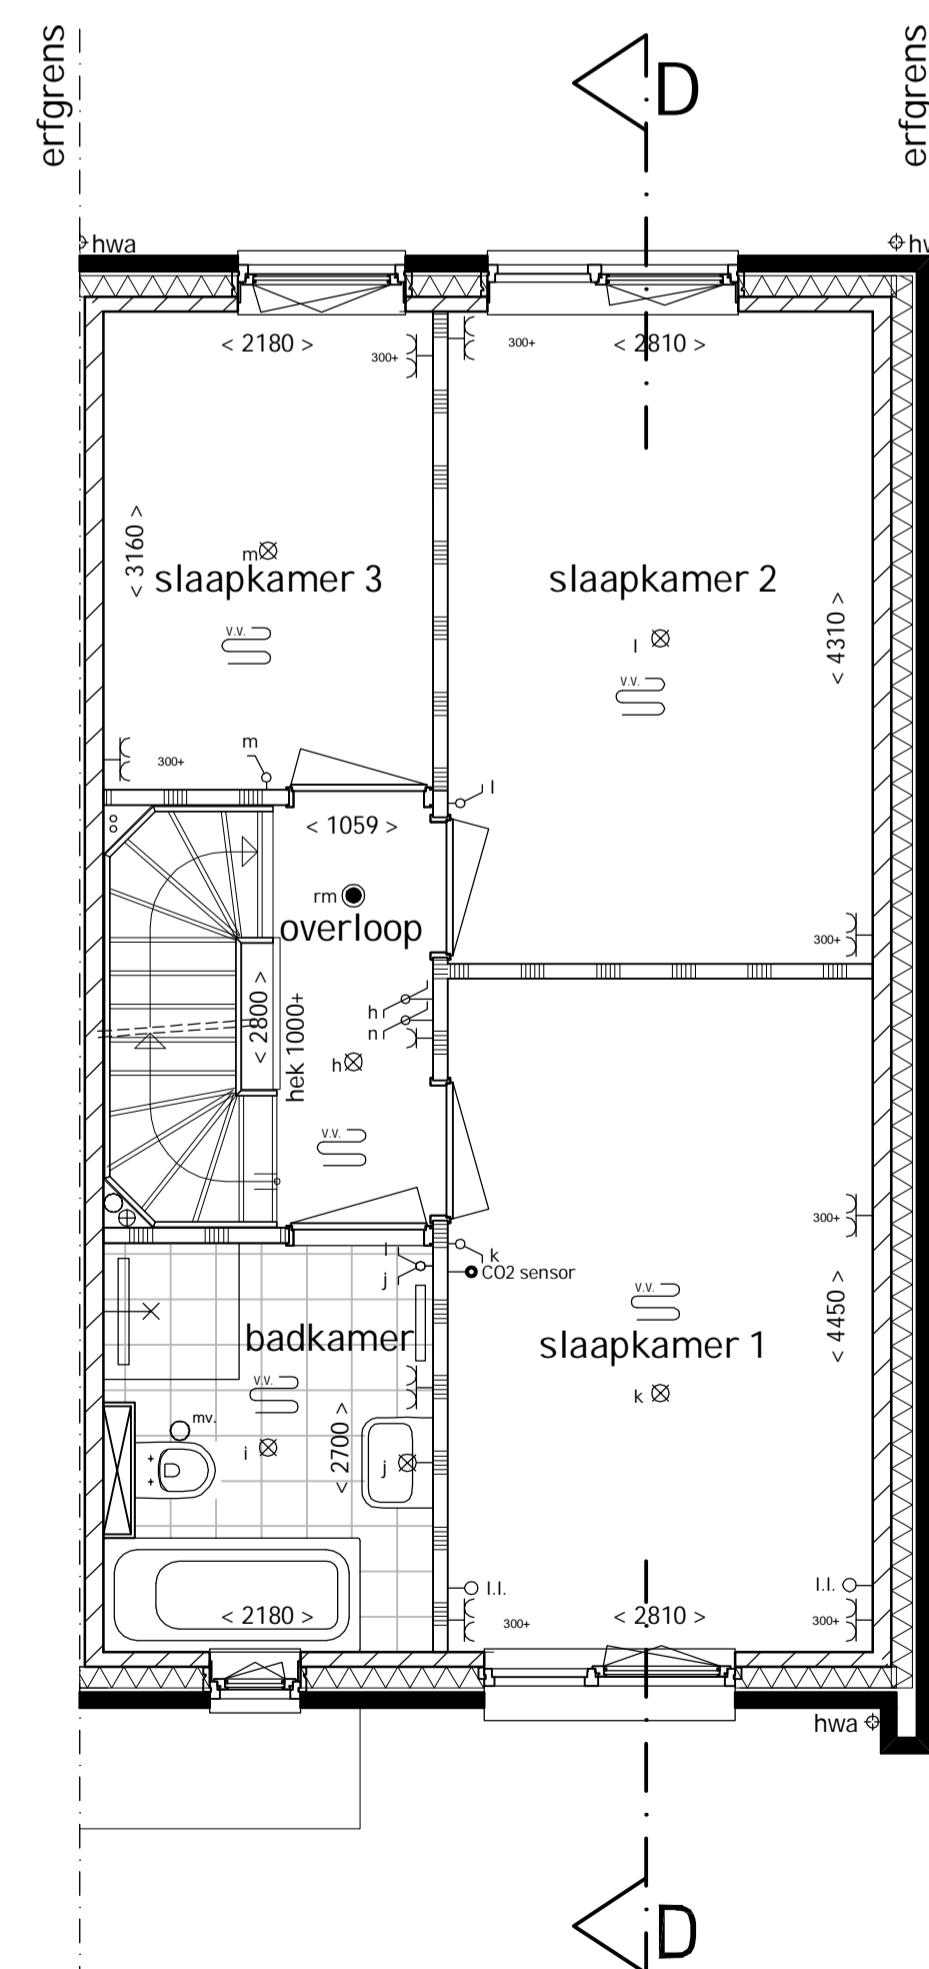 erfgrens
erfgrens
D
hwa
hw
< 2180 >
300+
300+
< 2810 >
< 3160 >
m
slaapkamer 3
v.v.
slaapkamer 2
l
v.v.
< 4310 >
m
300+
l
< 1059 >
rm
overloop
300+
< 2800 >
hek 1000+
h
n
h
v.v.
300+
i
j
k
CO2 sensor
badkamer
v.v.
slaapkamer 1
v.v.
< 4450 >
k
mv.
i
< 2700 >
j
l.l.
l.l.
< 2180 >
300+
< 2810 >
300+
hwa
D